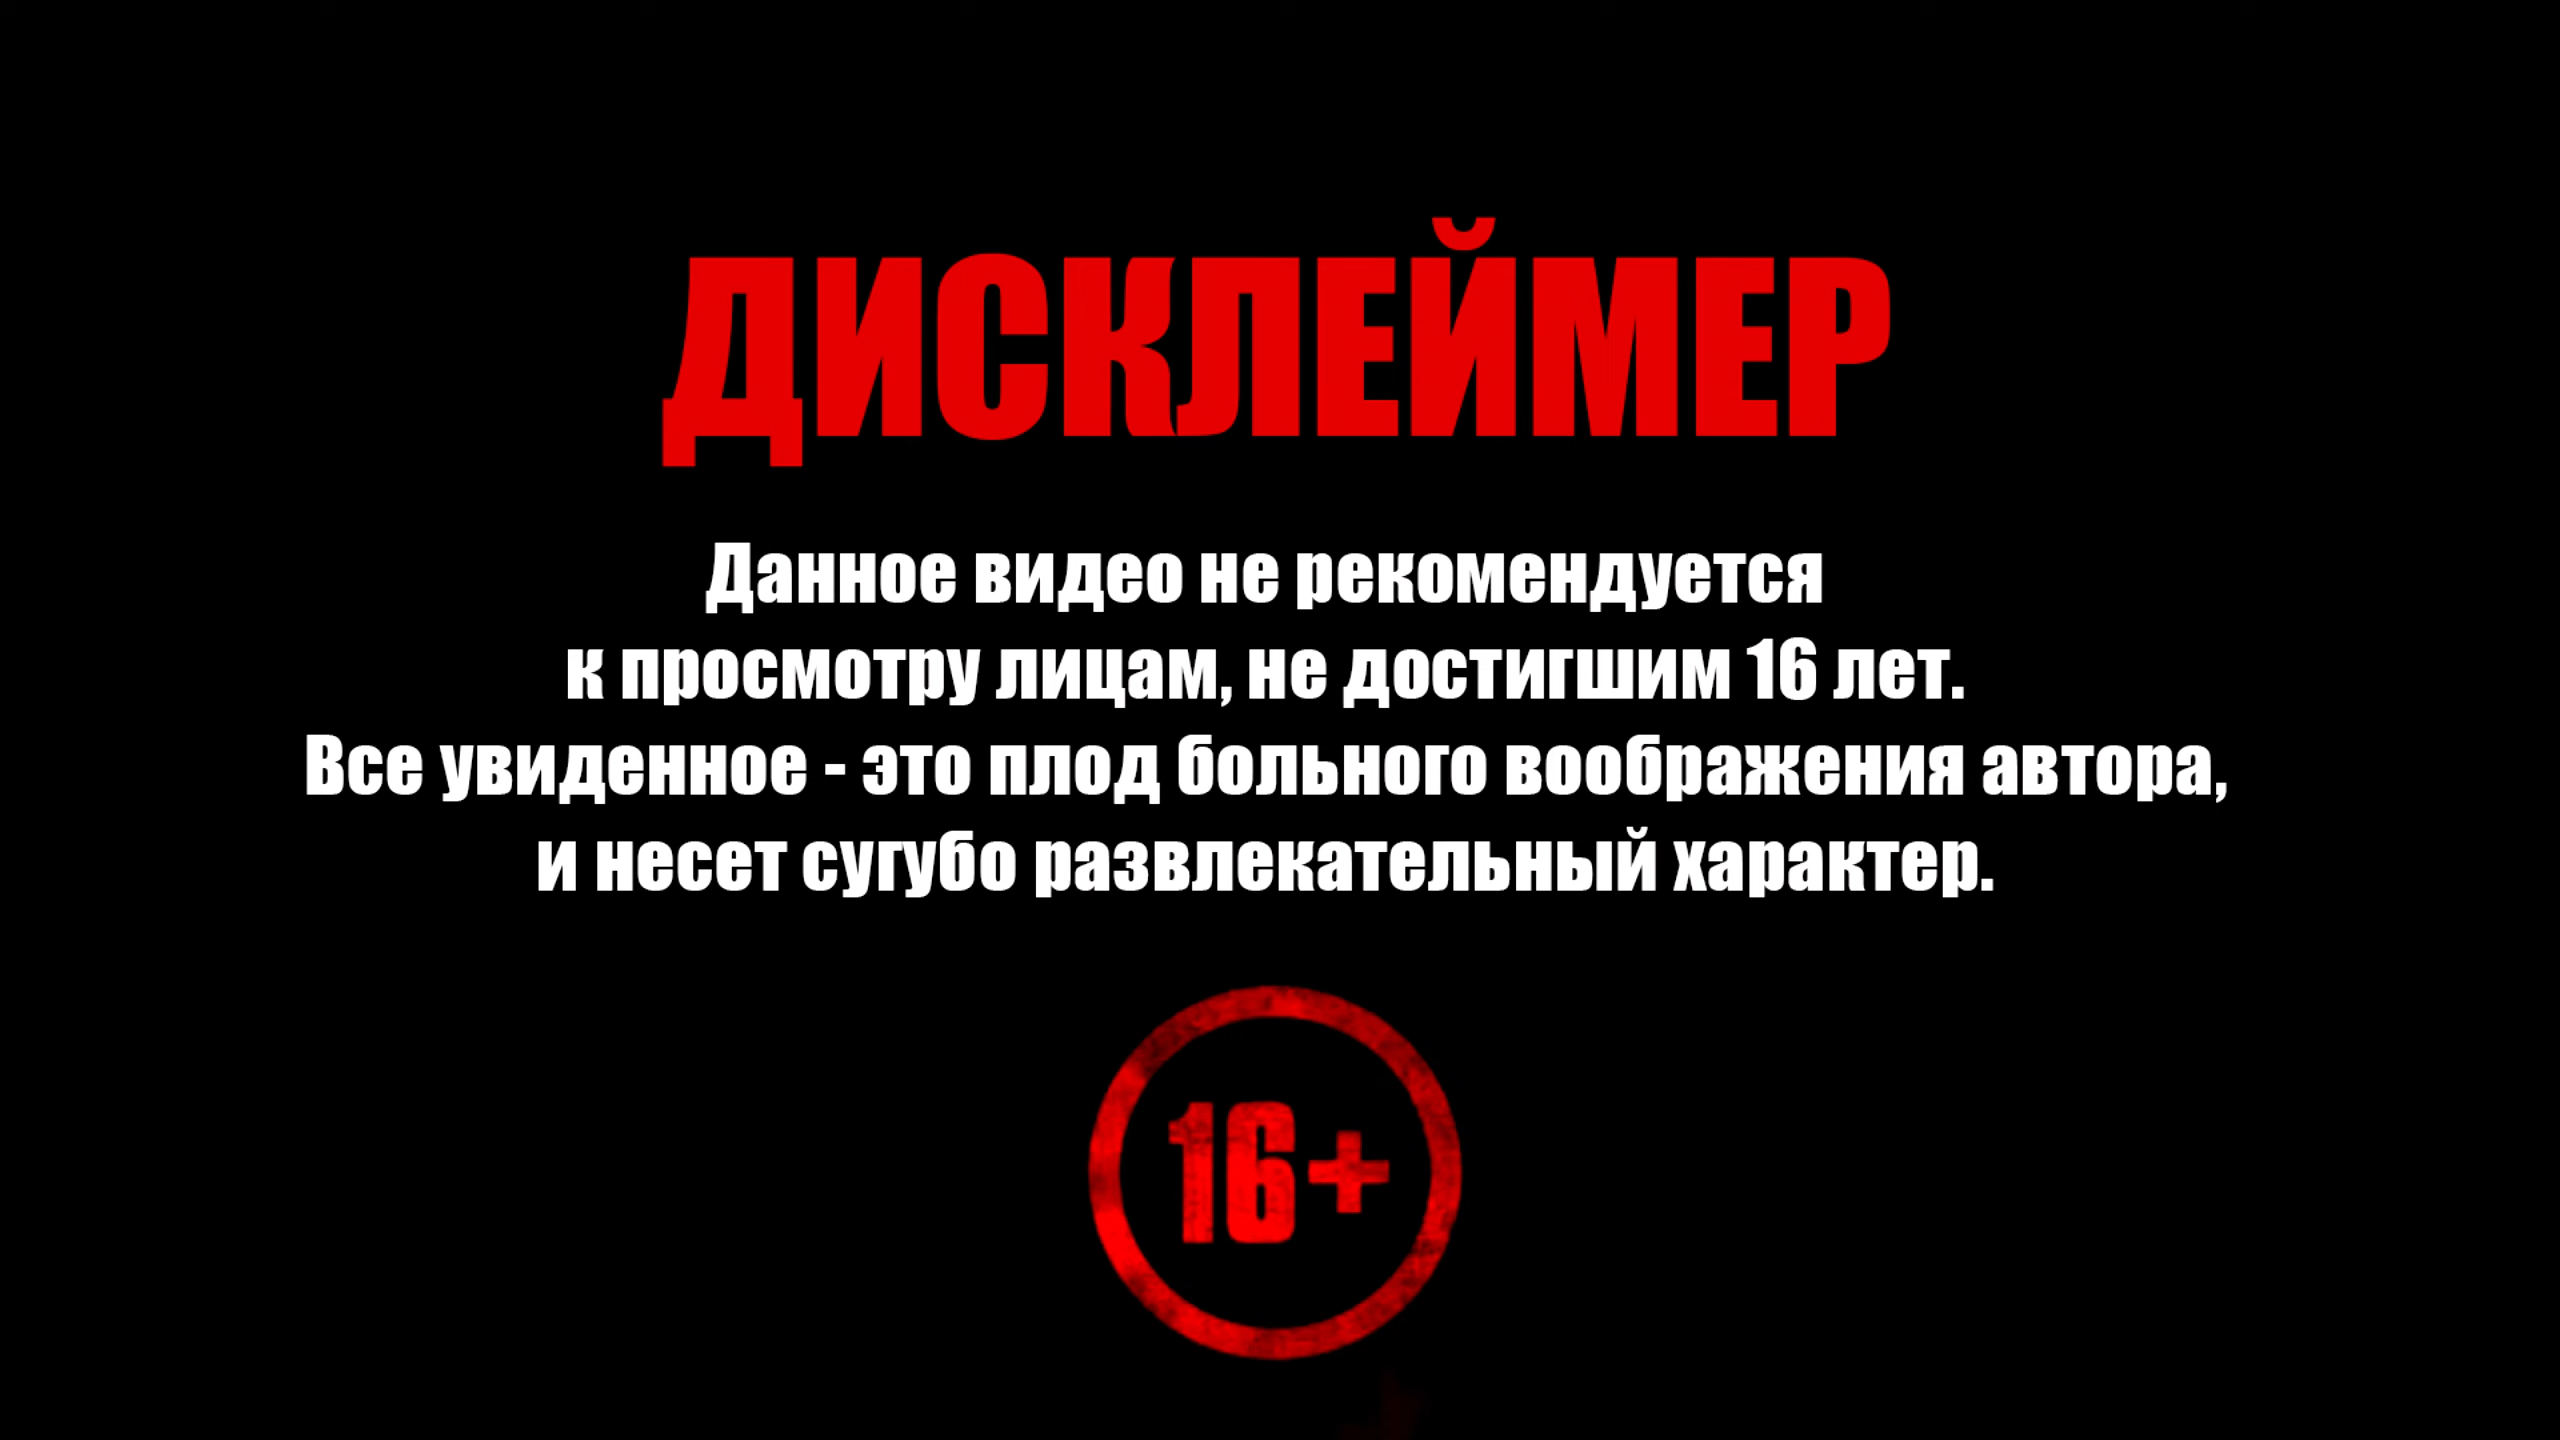 ДИСКЛЕЙМЕР
Данное видео не рекомендуется
к просмотру лицам, не достигшим 16 лет.
Все увиденное - это плод больного воображения автора,
и несет сугубо развлекательный характер.
16+